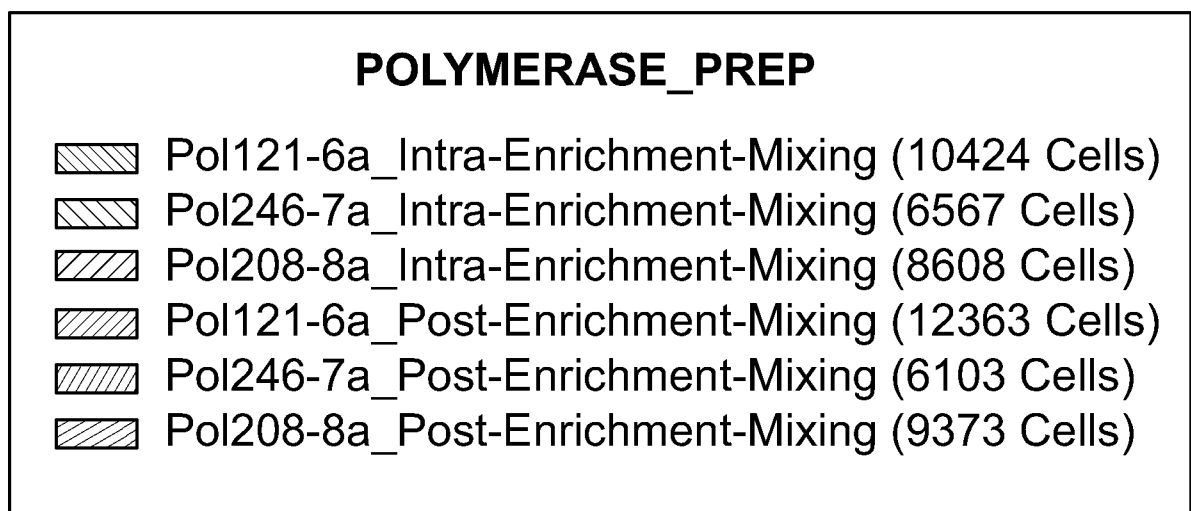 POLYMERASE_PREP
Pol121-6a_Intra-Enrichment-Mixing (10424 Cells)
Pol246-7a_Intra-Enrichment-Mixing (6567 Cells)
Pol208-8a_Intra-Enrichment-Mixing (8608 Cells)
Pol121-6a_Post-Enrichment-Mixing (12363 Cells)
Pol246-7a_Post-Enrichment-Mixing (6103 Cells)
Pol208-8a_Post-Enrichment-Mixing (9373 Cells)